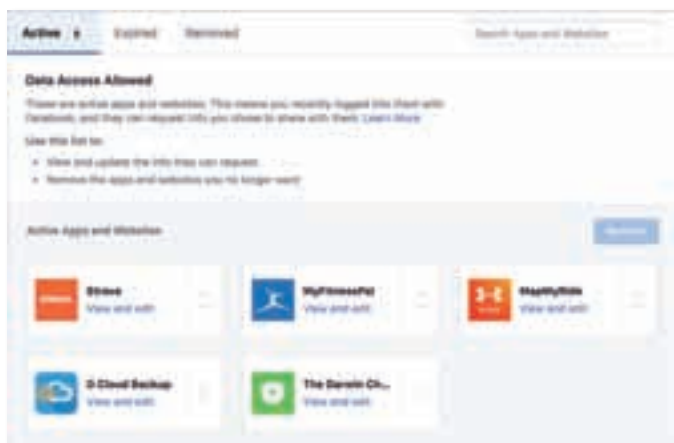 Active 5 Expired Removed Search Apps and Websites
Data Access Allowed
These are active apps and websites. This means you recently logged into them with
Facebook, and they can request info you chose to share with them. Learn More
Use this list to:
• View and update the info they can request
• Remove the apps and websites you no longer want
Active Apps and Websites Remove
STRAVA Strava MyFitnessPal MapMyRide
View and edit View and edit View and edit
G Cloud Backup The Darwin Ch...
View and edit View and edit